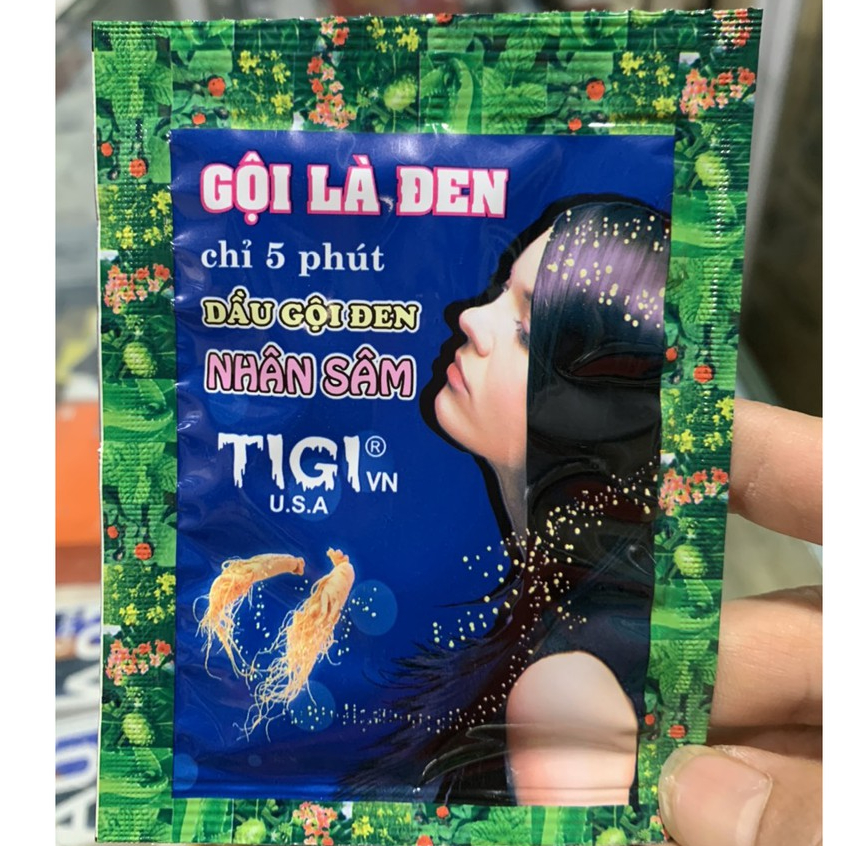 GỘI LÀ ĐEN
chỉ 5 phút
DẦU GỘI ĐEN
NHÂN SÂM
TIGI® VN
U.S.A